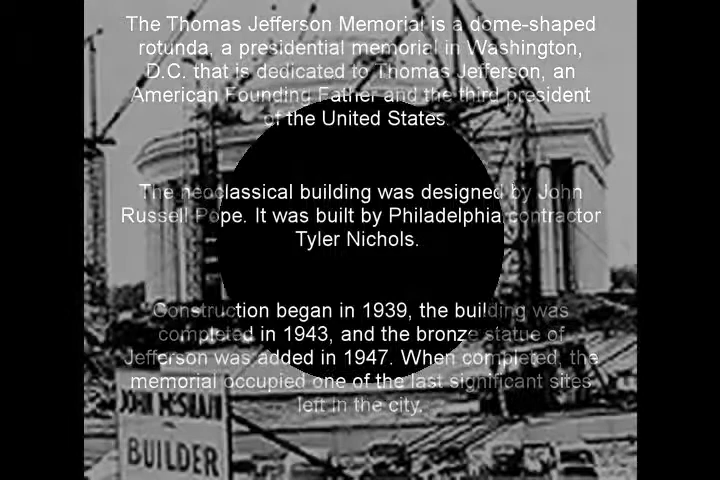 The Thomas Jefferson Memorial is a dome-shaped
rotunda, a presidential memorial in Washington,
D.C. that is dedicated to Thomas Jefferson, an
American Founding Father and the third president
of the United States.
The neoclassical building was designed by John
Russell Pope. It was built by Philadelphia contractor
Tyler Nichols.
Construction began in 1939, the building was
completed in 1943, and the bronze statue of
Jefferson was added in 1947. When completed, the
memorial occupied one of the last significant sites
left in the city.
JOHN McSHAIN
BUILDER